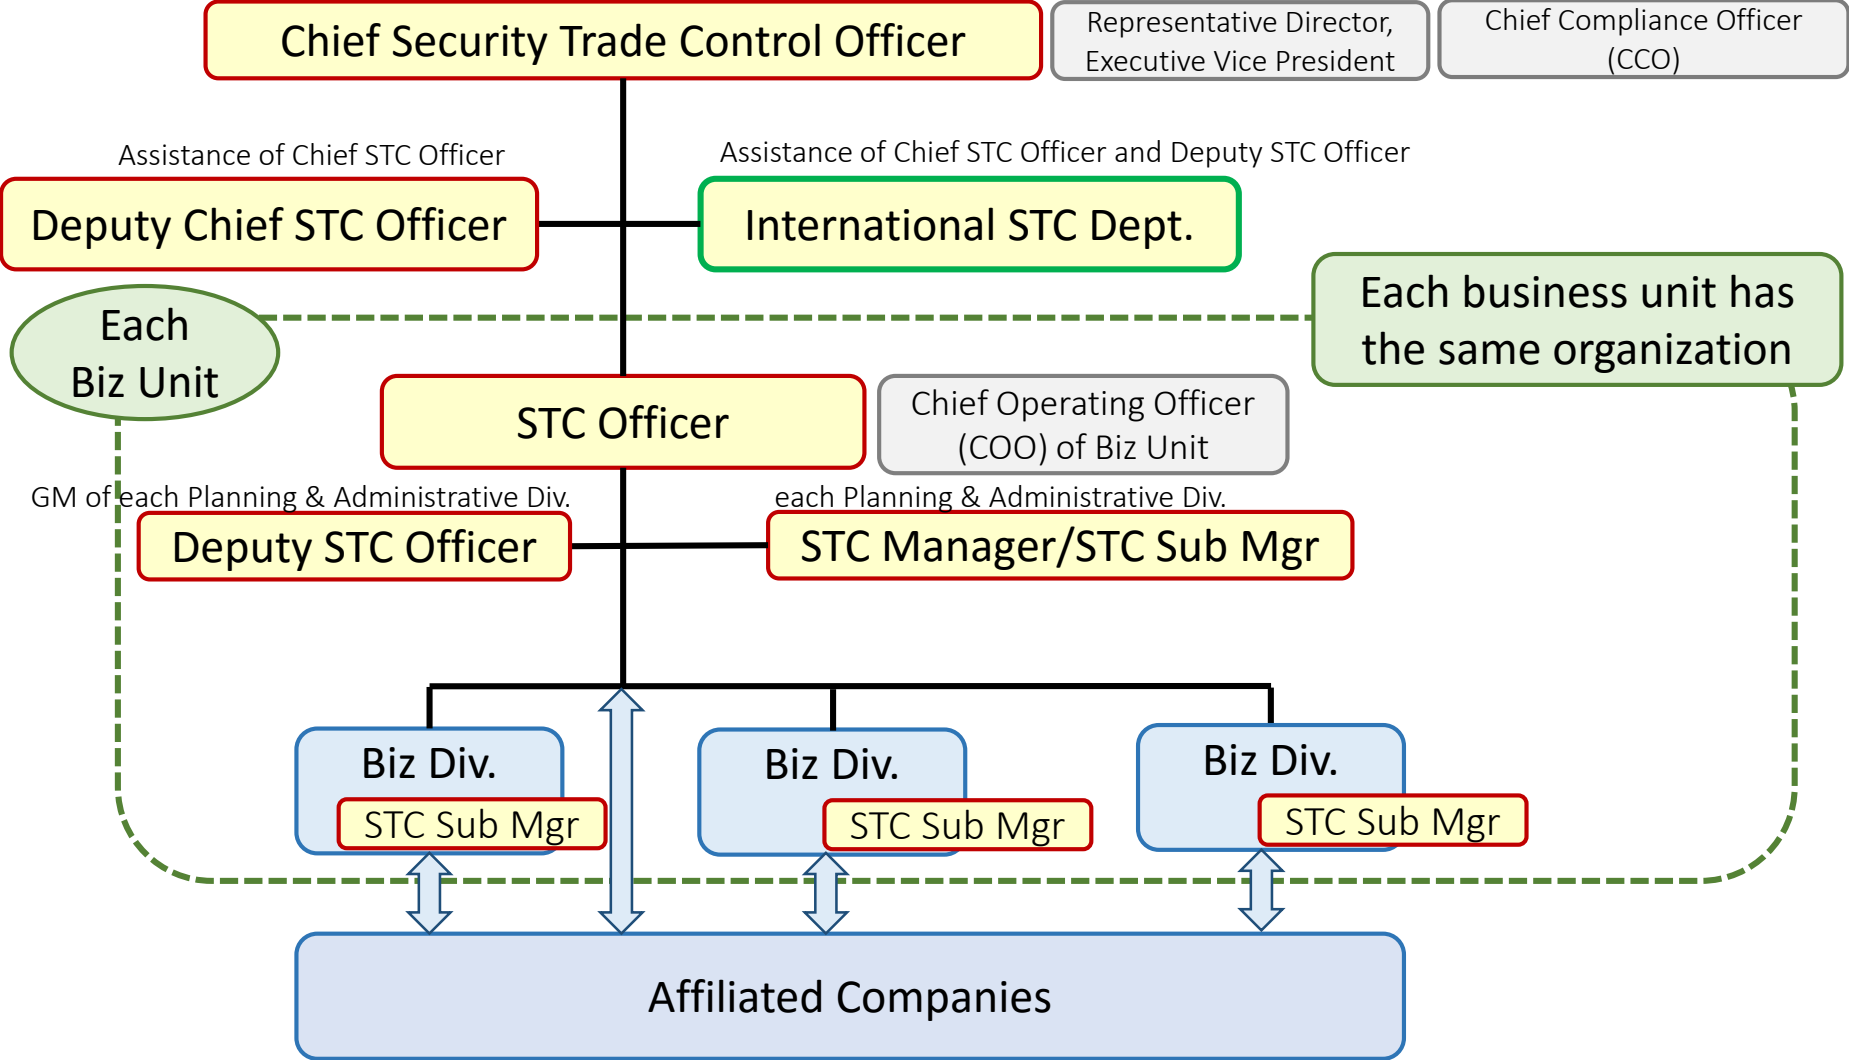 Chief Security Trade Control Officer
Representative Director,
Executive Vice President
Chief Compliance Officer
(CCO)
Assistance of Chief STC Officer
Assistance of Chief STC Officer and Deputy STC Officer
Deputy Chief STC Officer
International STC Dept.
Each
Biz Unit
Each business unit has
the same organization
STC Officer
Chief Operating Officer
(COO) of Biz Unit
GM of each Planning & Administrative Div.
each Planning & Administrative Div.
Deputy STC Officer
STC Manager/STC Sub Mgr
Biz Div.
STC Sub Mgr
Biz Div.
STC Sub Mgr
Biz Div.
STC Sub Mgr
Affiliated Companies